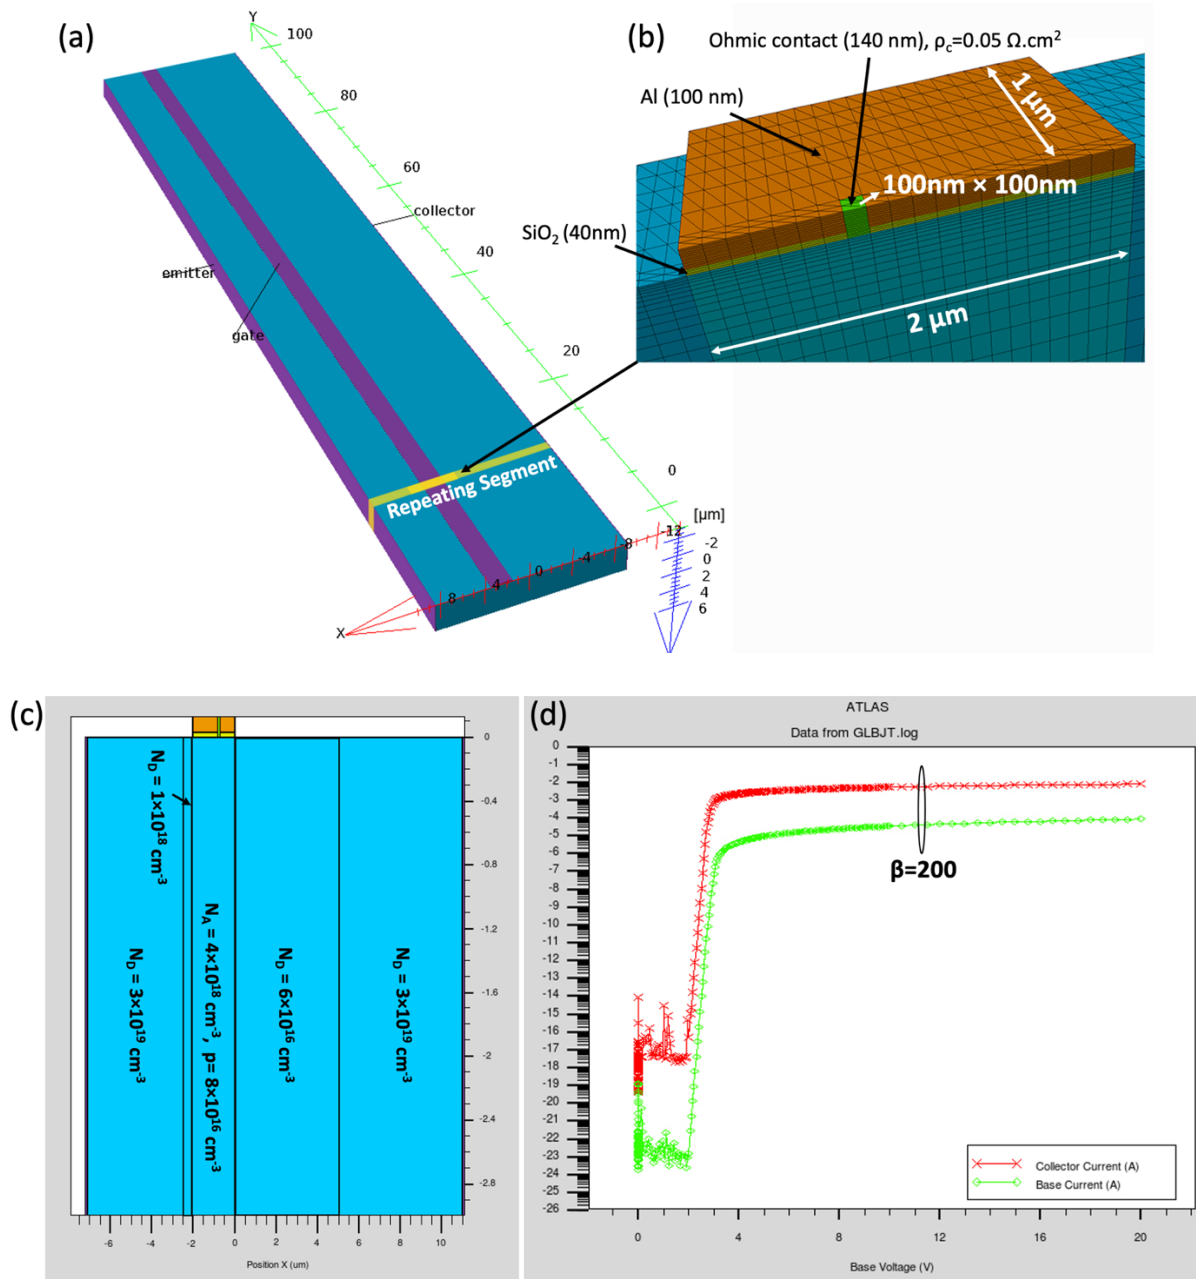 (a)
Y
100
80
60
40
20
0
collector
emitter
gate
Repeating Segment
[μm]
-12
-8
-4
0
4
8
X
-2
0
2
4
6
(b)
Ohmic contact (140 nm), ρc=0.05 Ω.cm²
Al (100 nm)
1 μm
100nm × 100nm
SiO₂ (40nm)
2 μm
(c)
N_D = 1×10¹⁸ cm⁻³
N_D = 3×10¹⁹ cm⁻³
N_A = 4×10¹⁸ cm⁻³, p= 8×10¹⁶ cm⁻³
N_D = 6×10¹⁶ cm⁻³
N_D = 3×10¹⁹ cm⁻³
0
-0.4
-0.8
-1.2
-1.6
-2
-2.4
-2.8
-6
-4
-2
0
2
4
6
8
10
Position X (um)
(d)
ATLAS
Data from GLBJT.log
0
-1
-2
-3
-4
-5
-6
-7
-8
-9
-10
-11
-12
-13
-14
-15
-16
-17
-18
-19
-20
-21
-22
-23
-24
-25
-26
β=200
Collector Current (A)
Base Current (A)
0
4
8
12
16
20
Base Voltage (V)